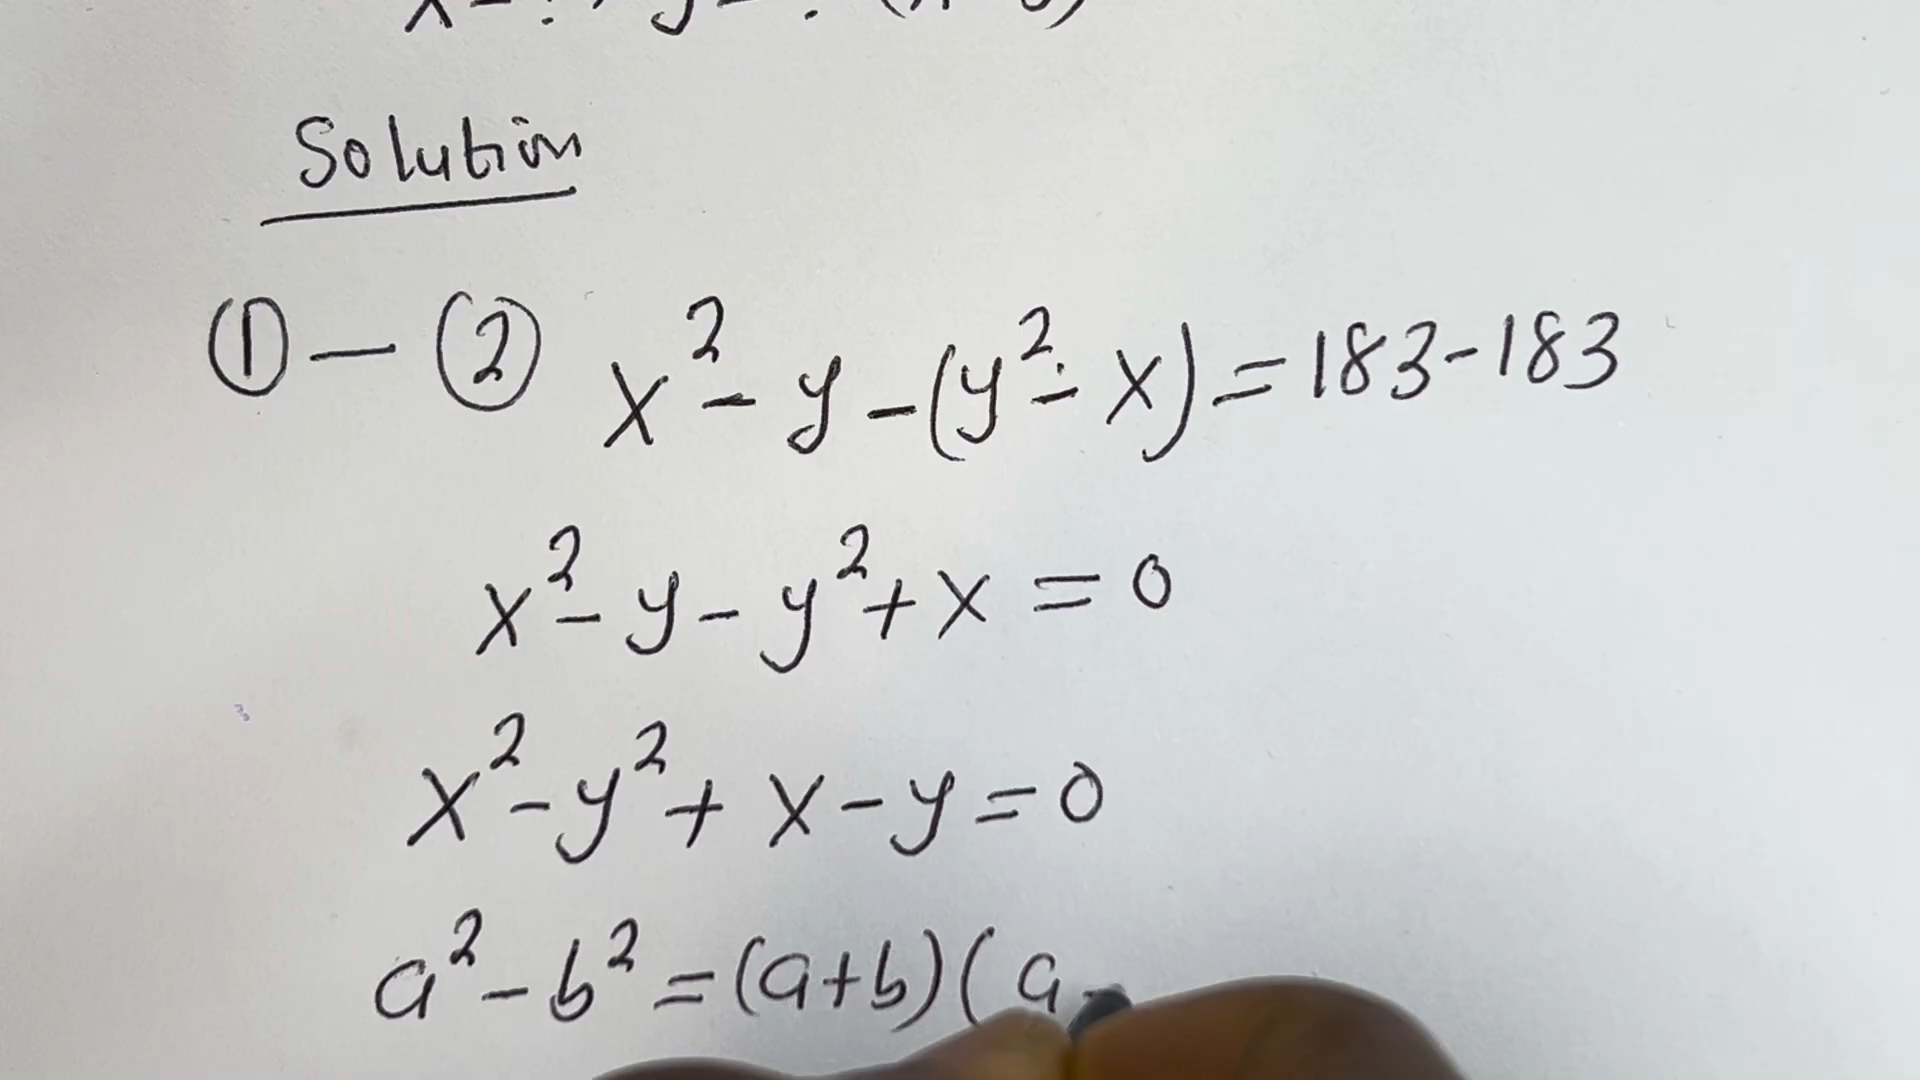 Solution
① — ② x² - y - (y² - x) = 183 - 183
x² - y - y² + x = 0
x² - y² + x - y = 0
a² - b² = (a+b)(a -